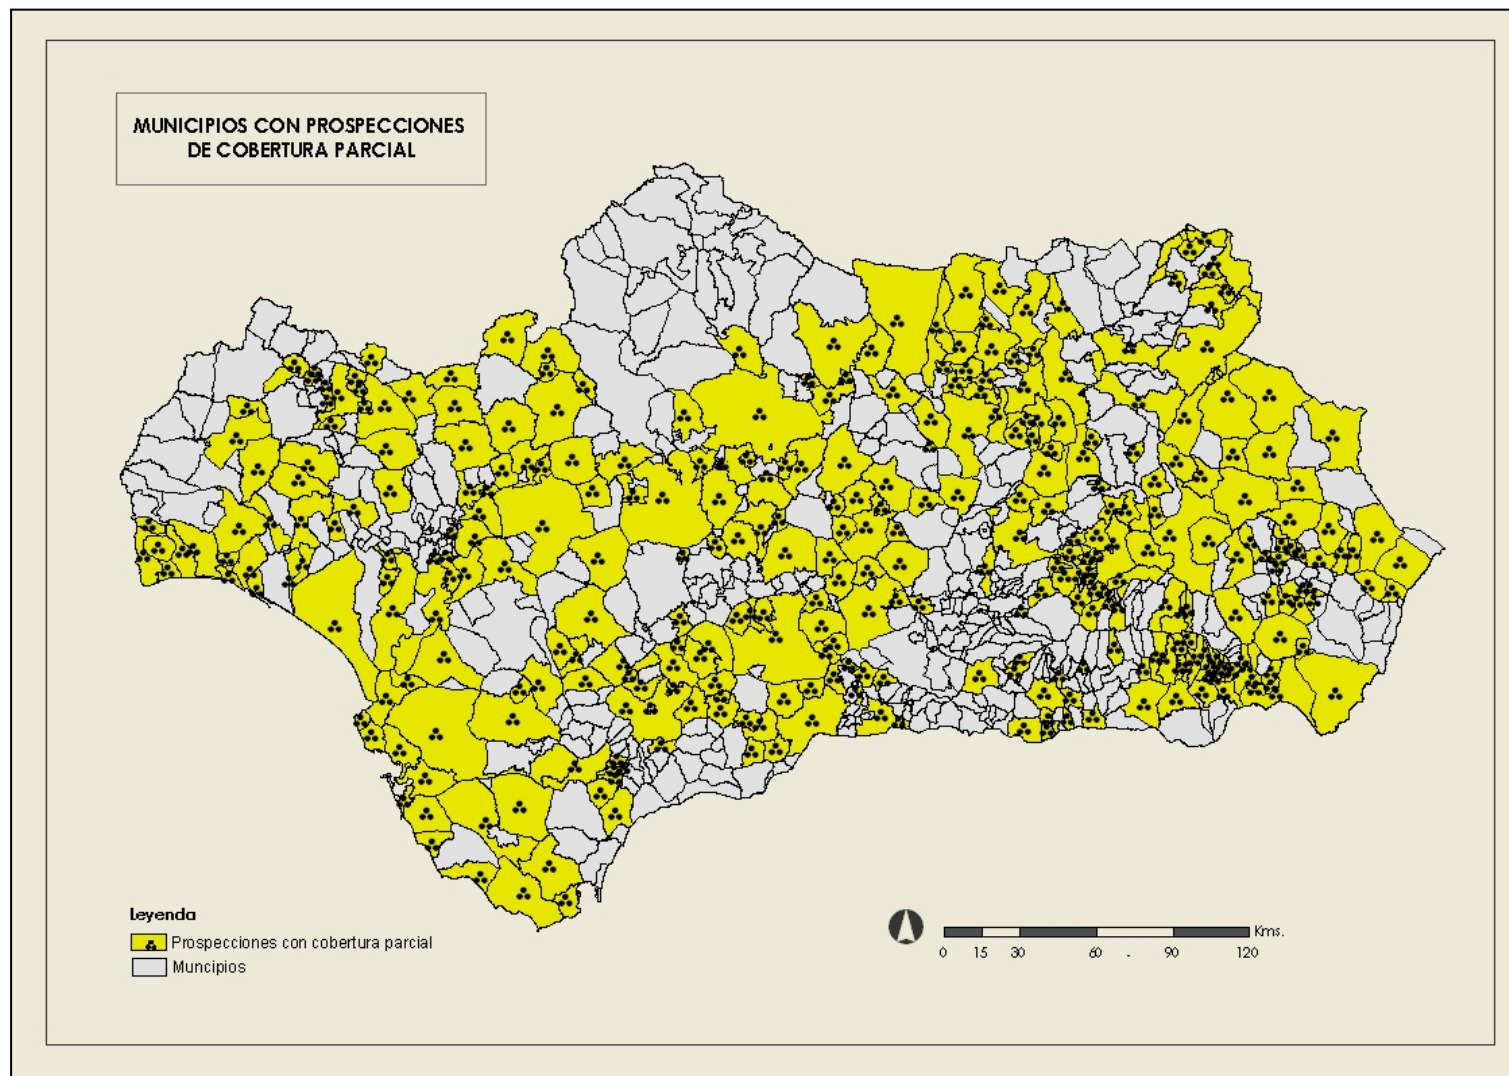 MUNICIPIOS CON PROSPECCIONES
DE COBERTURA PARCIAL
Leyenda
Prospecciones con cobertura parcial
Muncipios
Kms.
0 15 30 60 90 120